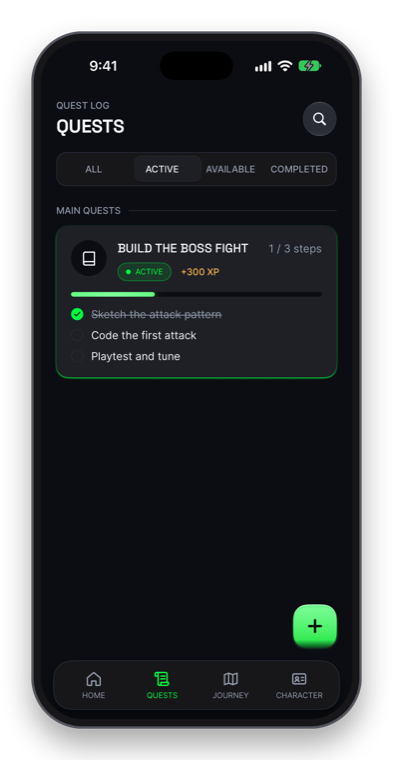 9:41
QUEST LOG
QUESTS
ALL ACTIVE AVAILABLE COMPLETED
MAIN QUESTS
BUILD THE BOSS FIGHT 1 / 3 steps
ACTIVE +300 XP
Sketch the attack pattern
Code the first attack
Playtest and tune
HOME QUESTS JOURNEY CHARACTER